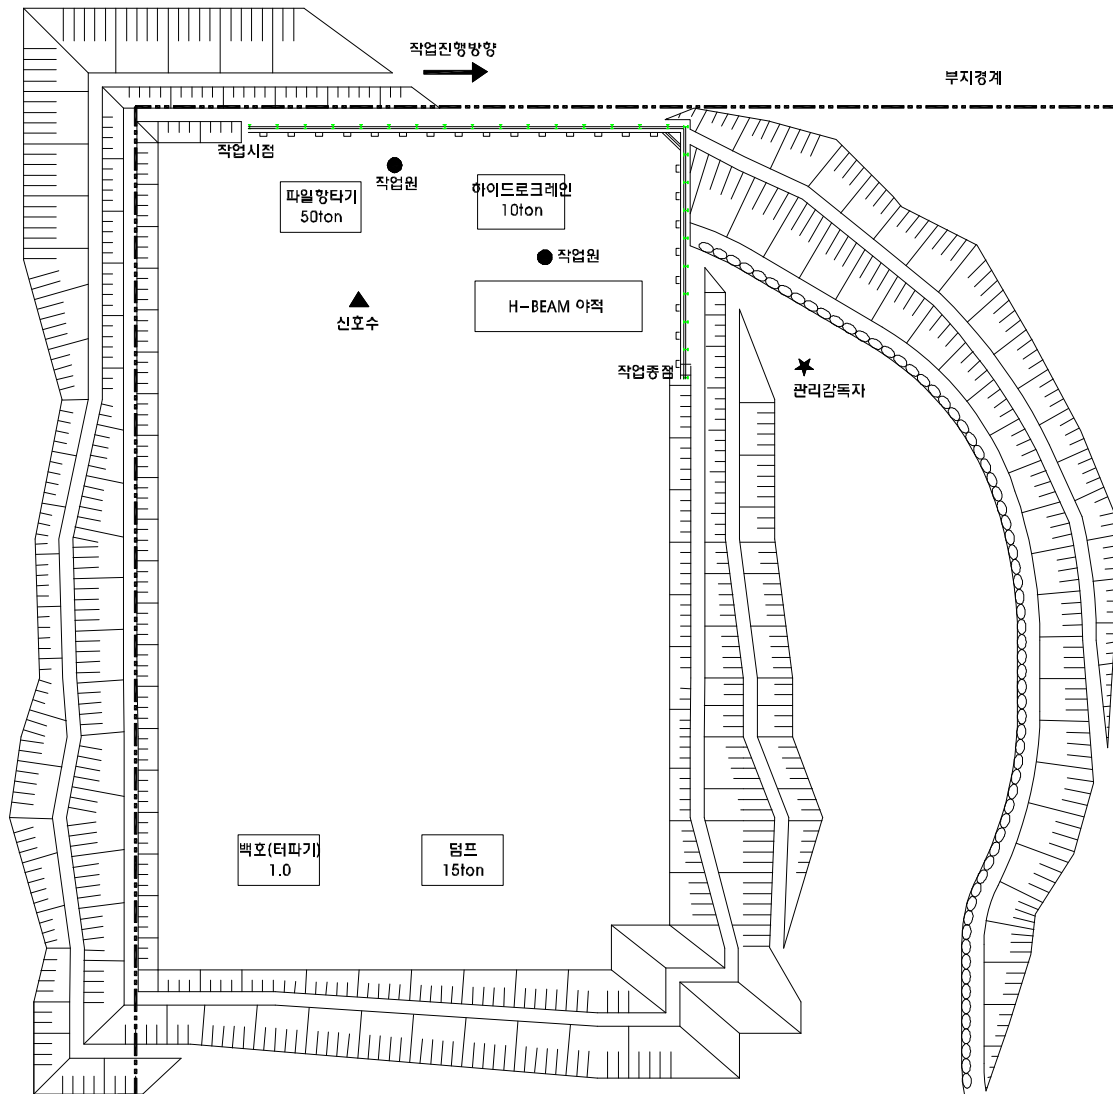 작업진행방향
부지경계
작업시점
작업원
파일항타기
50ton
하이드로크레인
10ton
작업원
H-BEAM 야적
신호수
작업종점
관리감독자
백호(터파기)
1.0
덤프
15ton